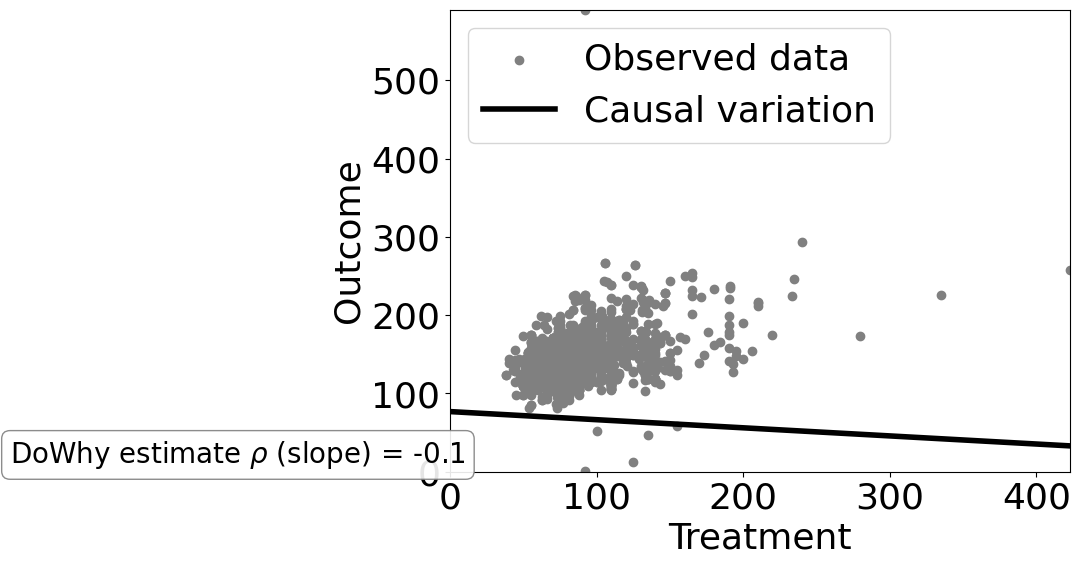 Observed data
Causal variation
500
400
300
200
100
0
Outcome
DoWhy estimate ρ (slope) = -0.1
0 100 200 300 400
Treatment